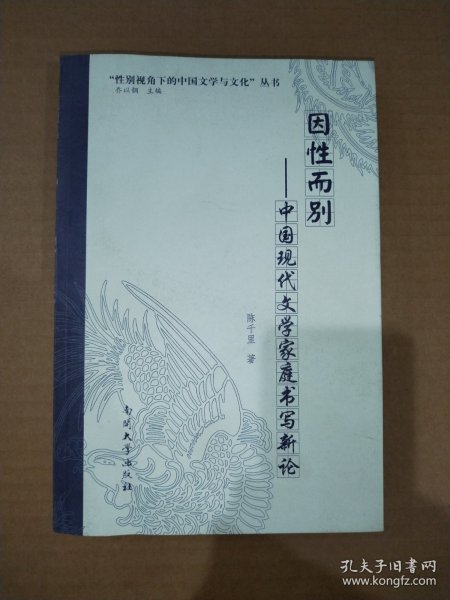 “性别视角下的中国文学与文化”丛书
乔以钢 主编
因性而别
——中国现代文学家庭书写新论
陈千里 著
南開大学出版社
孔夫子旧书网
www.kongfz.com